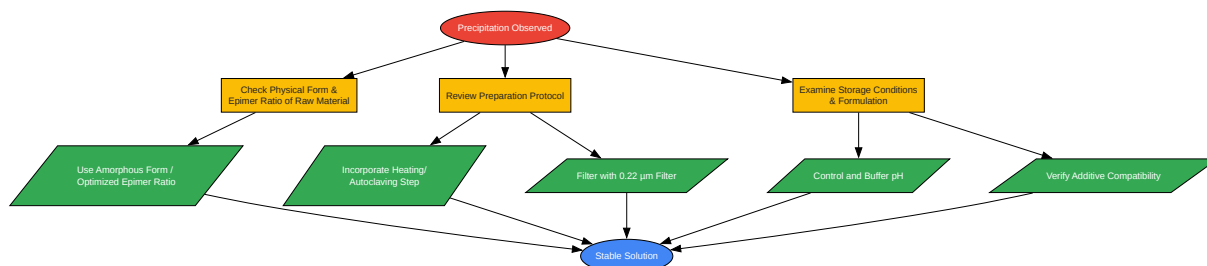 Precipitation Observed
Check Physical Form &
Epimer Ratio of Raw Material
Review Preparation Protocol
Examine Storage Conditions
& Formulation
Use Amorphous Form /
Optimized Epimer Ratio
Incorporate Heating/
Autoclaving Step
Filter with 0.22 µm Filter
Control and Buffer pH
Verify Additive Compatibility
Stable Solution